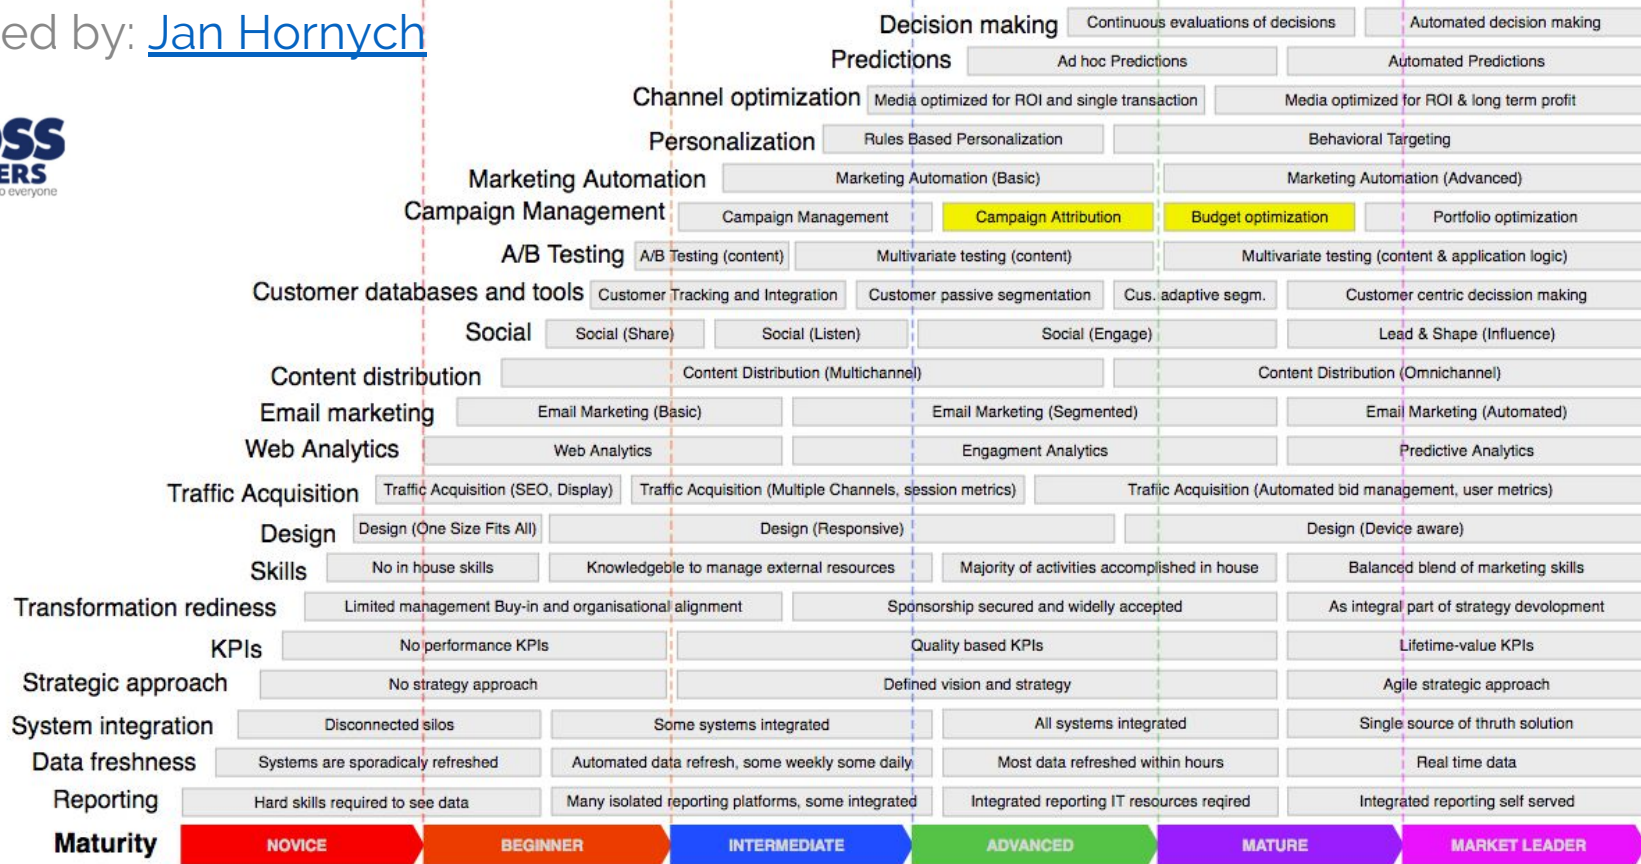 ed by: Jan Hornych
OSS
ERS
o everyone
Decision making Continuous evaluations of decisions Automated decision making
Predictions Ad hoc Predictions Automated Predictions
Channel optimization Media optimized for ROI and single transaction Media optimized for ROI & long term profit
Personalization Rules Based Personalization Behavioral Targeting
Marketing Automation Marketing Automation (Basic) Marketing Automation (Advanced)
Campaign Management Campaign Management Campaign Attribution Budget optimization Portfolio optimization
A/B Testing A/B Testing (content) Multivariate testing (content) Multivariate testing (content & application logic)
Customer databases and tools Customer Tracking and Integration Customer passive segmentation Cus. adaptive segm. Customer centric decission making
Social Social (Share) Social (Listen) Social (Engage) Lead & Shape (Influence)
Content distribution Content Distribution (Multichannel) Content Distribution (Omnichannel)
Email marketing Email Marketing (Basic) Email Marketing (Segmented) Email Marketing (Automated)
Web Analytics Web Analytics Engagment Analytics Predictive Analytics
Traffic Acquisition Traffic Acquisition (SEO, Display) Traffic Acquisition (Multiple Channels, session metrics) Traffic Acquisition (Automated bid management, user metrics)
Design Design (One Size Fits All) Design (Responsive) Design (Device aware)
Skills No in house skills Knowledgeble to manage external resources Majority of activities accomplished in house Balanced blend of marketing skills
Transformation rediness Limited management Buy-in and organisational alignment Sponsorship secured and widelly accepted As integral part of strategy devolopment
KPIs No performance KPIs Quality based KPIs Lifetime-value KPIs
Strategic approach No strategy approach Defined vision and strategy Agile strategic approach
System integration Disconnected silos Some systems integrated All systems integrated Single source of thruth solution
Data freshness Systems are sporadicaly refreshed Automated data refresh, some weekly some daily Most data refreshed within hours Real time data
Reporting Hard skills required to see data Many isolated reporting platforms, some integrated Integrated reporting IT resources reqired Integrated reporting self served
Maturity NOVICE BEGINNER INTERMEDIATE ADVANCED MATURE MARKET LEADER